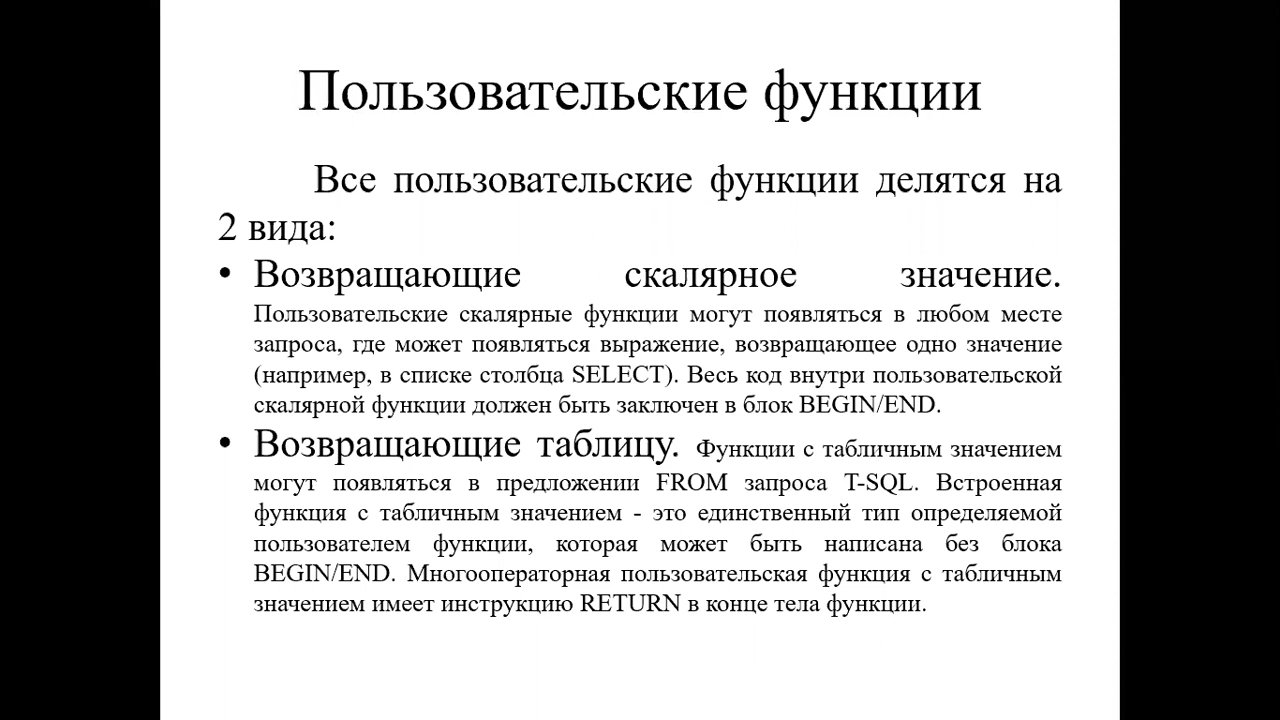 Пользовательские функции
Все пользовательские функции делятся на
2 вида:
• Возвращающие скалярное значение.
Пользовательские скалярные функции могут появляться в любом месте
запроса, где может появляться выражение, возвращающее одно значение
(например, в списке столбца SELECT). Весь код внутри пользовательской
скалярной функции должен быть заключен в блок BEGIN/END.
• Возвращающие таблицу. Функции с табличным значением
могут появляться в предложении FROM запроса T-SQL. Встроенная
функция с табличным значением - это единственный тип определяемой
пользователем функции, которая может быть написана без блока
BEGIN/END. Многооператорная пользовательская функция с табличным
значением имеет инструкцию RETURN в конце тела функции.